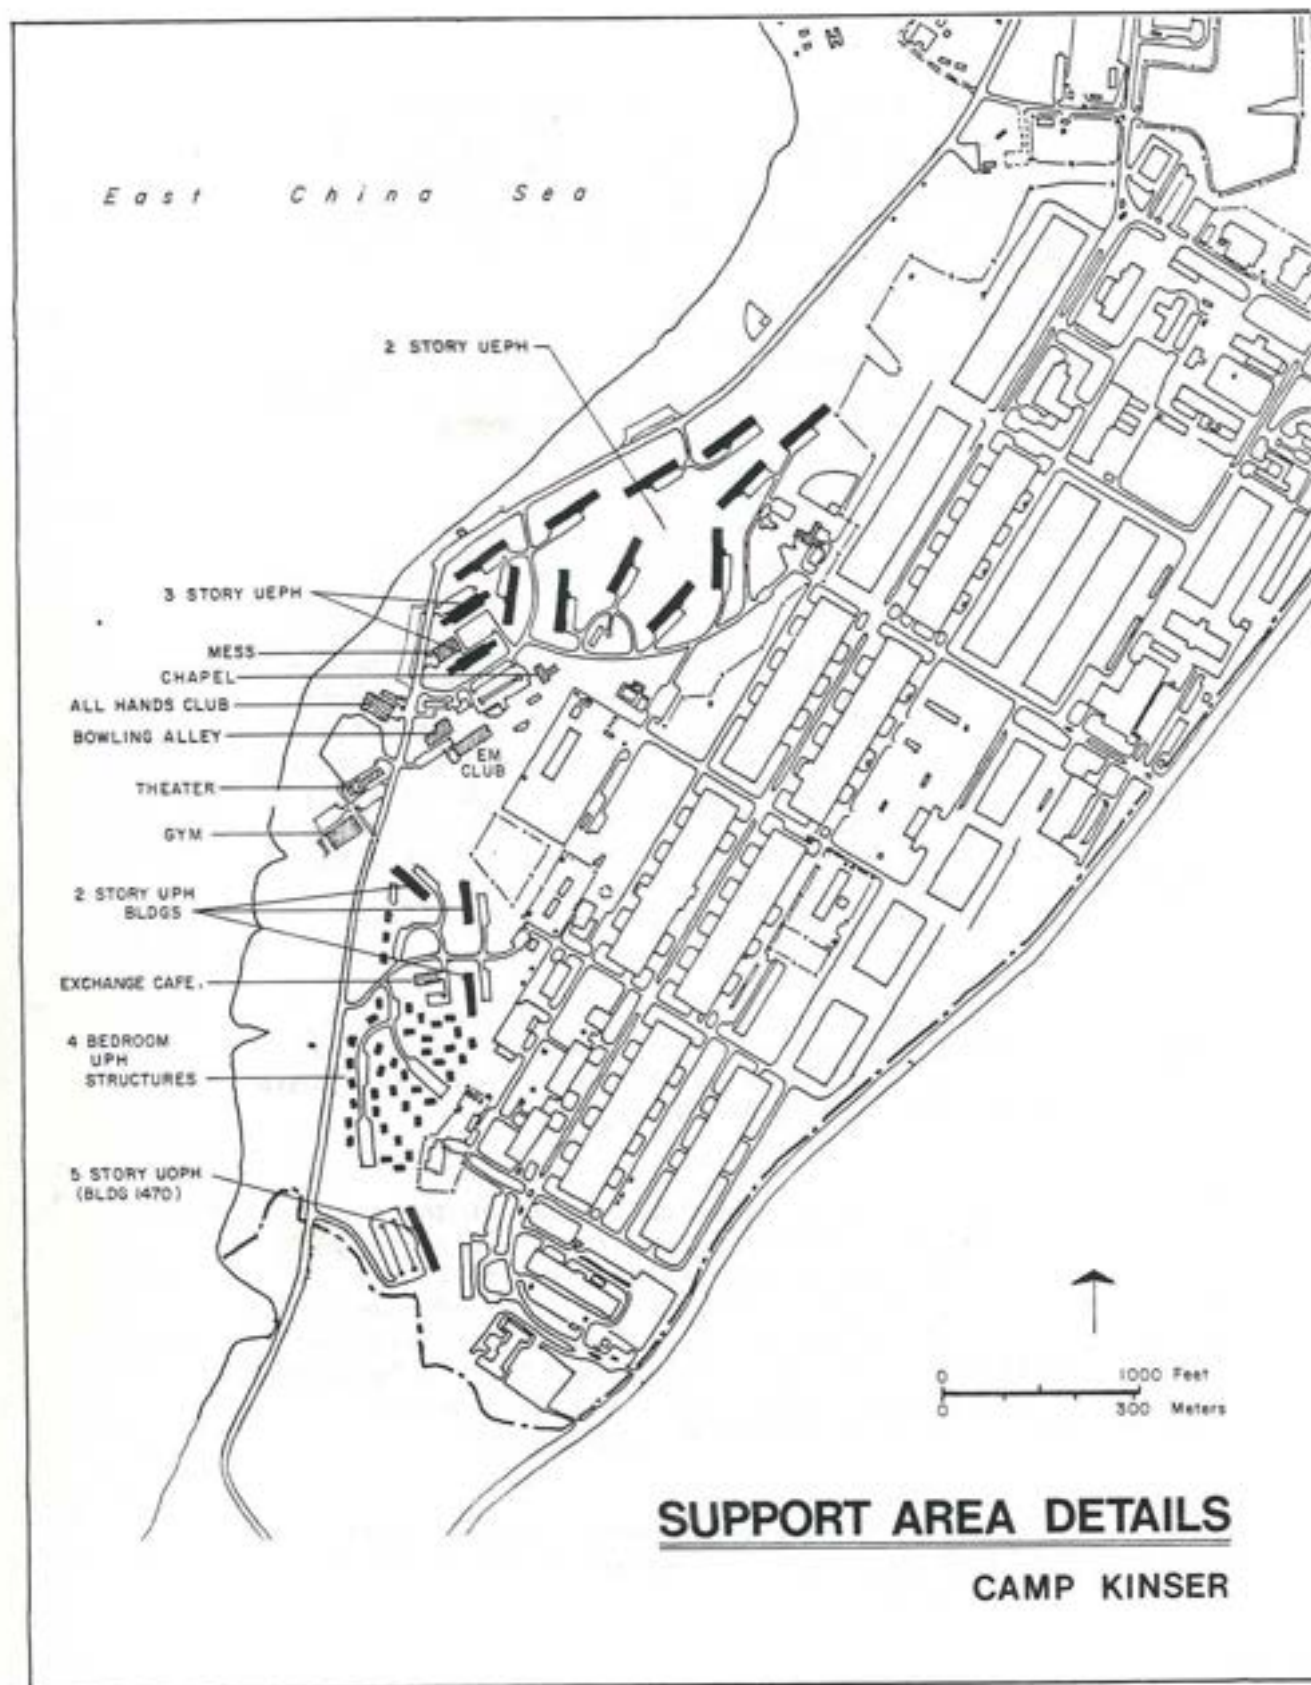 East China Sea
2 STORY UEPH
3 STORY UEPH
MESS
CHAPEL
ALL HANDS CLUB
BOWLING ALLEY
EM
CLUB
THEATER
GYM
2 STORY UPH
BLDGS
EXCHANGE CAFE.
4 BEDROOM
UPH
STRUCTURES
5 STORY UOPH
(BLDG 1470)
0 1000 Feet
0 300 Meters
SUPPORT AREA DETAILS
CAMP KINSER